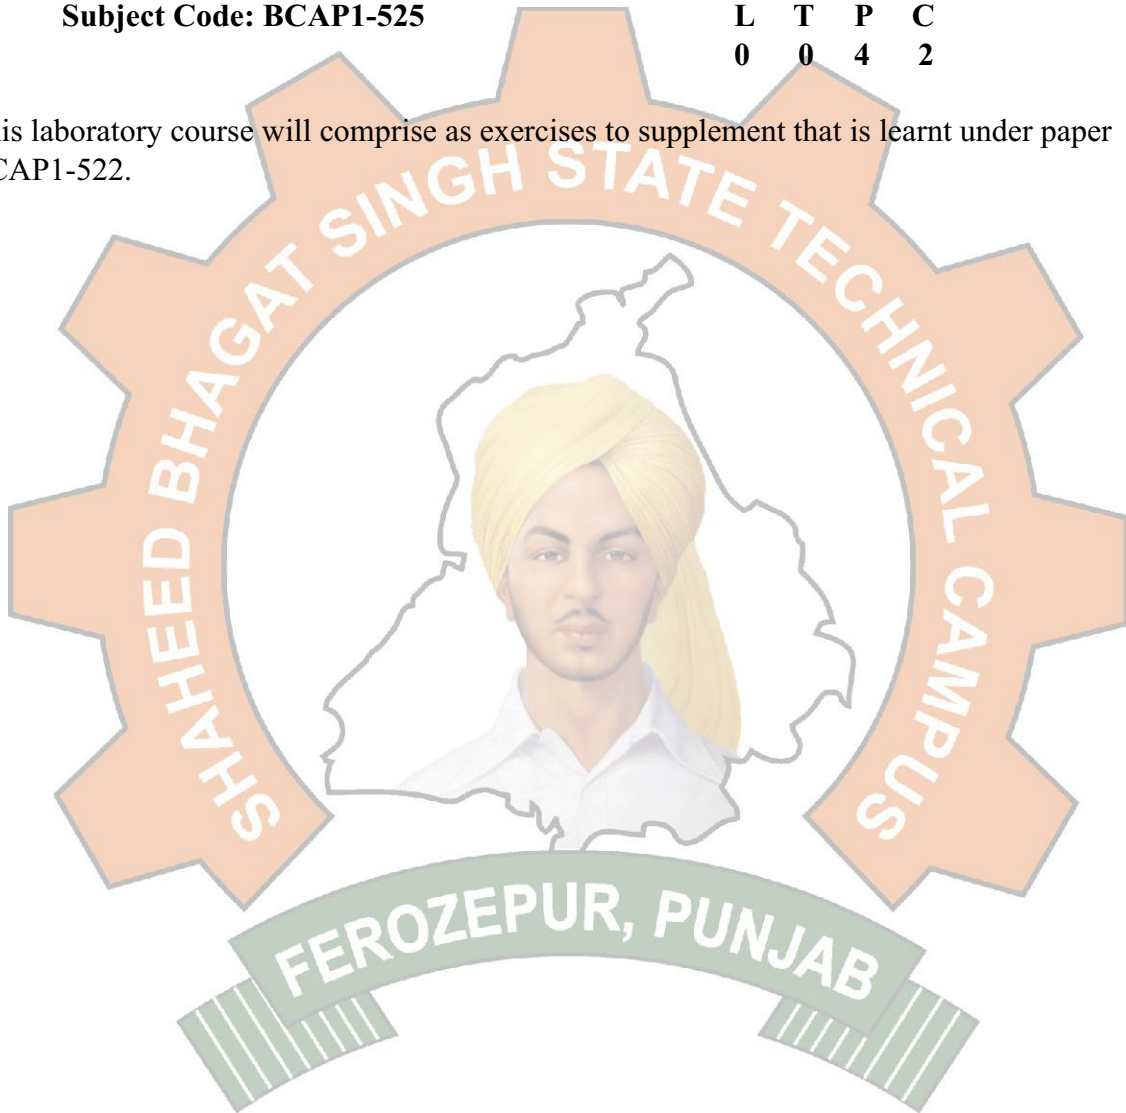 Subject Code: BCAP1-525 L T P C
0 0 4 2
is laboratory course will comprise as exercises to supplement that is learnt under paper
CAP1-522.
SHAHEED BHAGAT SINGH STATE TECHNICAL CAMPUS
FEROZEPUR, PUNJAB